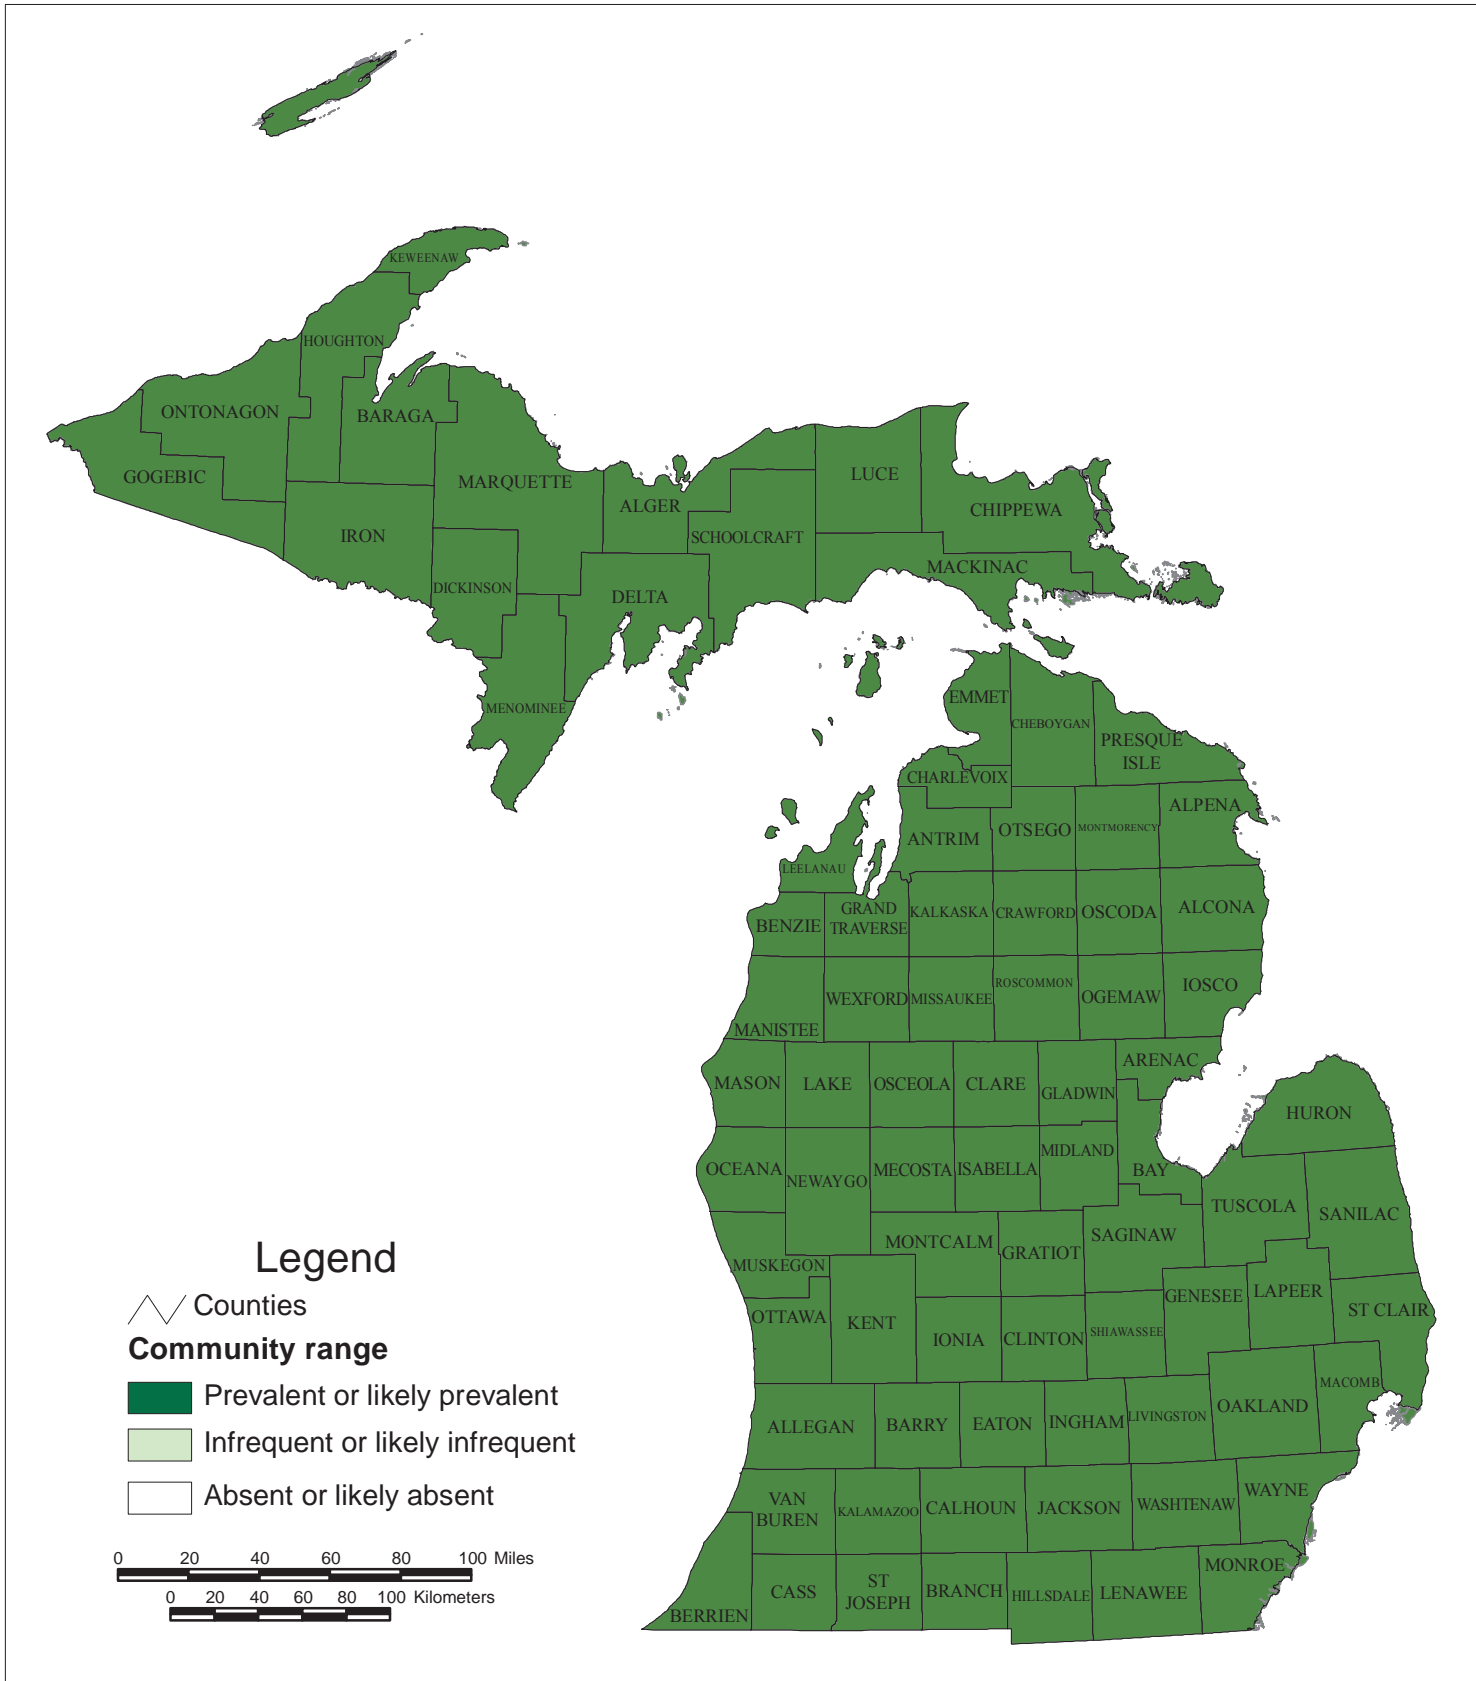 KEWEENAW
HOUGHTON
ONTONAGON
BARAGA
GOGEBIC
MARQUETTE
LUCE
ALGER
CHIPPEWA
IRON
SCHOOLCRAFT
MACKINAC
DICKINSON
DELTA
MENOMINEE
EMMET
CHEBOYGAN
PRESQUE
ISLE
CHARLEVOIX
ALPENA
ANTRIM
OTSEGO
MONTMORENCY
LEELANAU
BENZIE
GRAND
TRAVERSE
KALKASKA
CRAWFORD
OSCODA
ALCONA
MANISTEE
WEXFORD
MISSAUKEE
ROSCOMMON
OGEMAW
IOSCO
ARENAC
MASON
LAKE
OSCEOLA
CLARE
GLADWIN
HURON
OCEANA
NEWAYGO
MECOSTA
ISABELLA
MIDLAND
BAY
TUSCOLA
SANILAC
MONTCALM
GRATIOT
SAGINAW
MUSKEGON
GENESEE
LAPEER
ST CLAIR
OTTAWA
KENT
IONIA
CLINTON
SHIAWASSEE
OAKLAND
MACOMB
ALLEGAN
BARRY
EATON
INGHAM
LIVINGSTON
VAN
BUREN
KALAMAZOO
CALHOUN
JACKSON
WASHTENAW
WAYNE
BERRIEN
CASS
ST
JOSEPH
BRANCH
HILLSDALE
LENAWEE
MONROE
Legend
Counties
Community range
Prevalent or likely prevalent
Infrequent or likely infrequent
Absent or likely absent
0 20 40 60 80 100 Miles
0 20 40 60 80 100 Kilometers